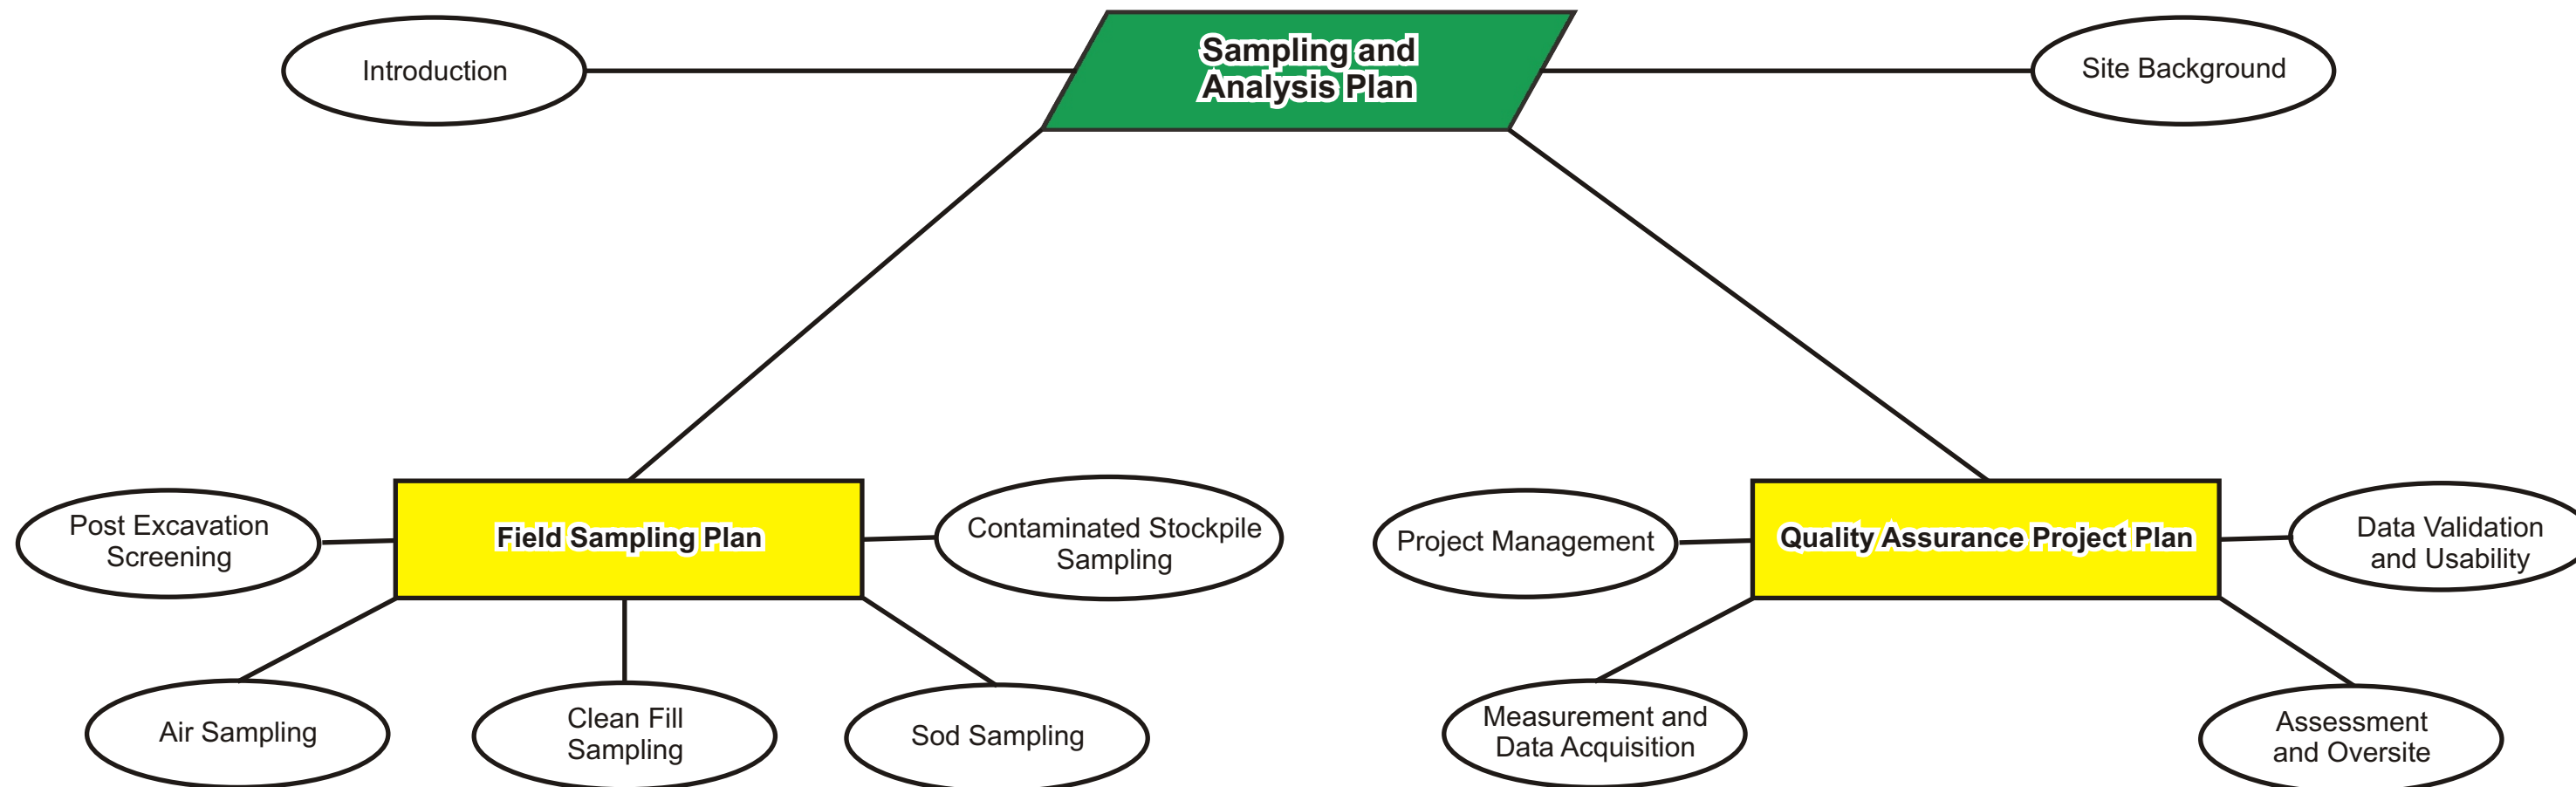 Introduction
Sampling and
Analysis Plan
Site Background
Post Excavation
Screening
Field Sampling Plan
Contaminated Stockpile
Sampling
Project Management
Quality Assurance Project Plan
Data Validation
and Usability
Air Sampling
Clean Fill
Sampling
Sod Sampling
Measurement and
Data Acquisition
Assessment
and Oversite